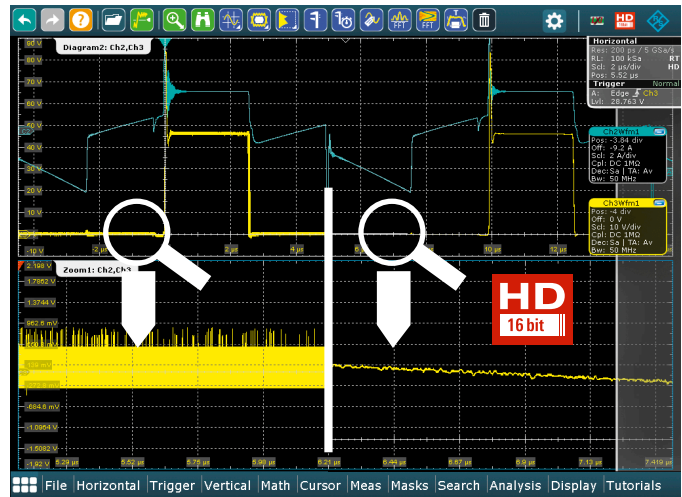 ?
FFT
FFT
HD
90 V
Diagram2: Ch2,Ch3
80 V
70 V
60 V
50 V
C2
40 V
30 V
20 V
10 V
-10 V
-2 µs
2 µs
4 µs
10 µs
12 µs
Horizontal
Res: 200 ps / 5 GSa/s
RL: 100 kSa RT
Scl: 2 µs/div HD
Pos: 5.52 µs
Trigger Normal
A: Edge Ch3
Lvl: 28.763 V
Ch2Wfm1
Pos: -3.84 div
Off: -9.2 A
Scl: 2 A/div
Cpl: DC 1MΩ
Dec:Sa | TA: Av
Bw: 50 MHz
Ch3Wfm1
Pos: -4 div
Off: 0 V
Scl: 10 V/div
Cpl: DC 1MΩ
Dec:Sa | TA: Av
Bw: 50 MHz
2.198 V
Zoom1: Ch2,Ch3
1.7862 V
1.3744 V
962.6 mV
-684.6 mV
-1.0964 V
-1.5082 V
-1.92 V
5.29 µs
5.52 µs
5.75 µs
5.98 µs
6.21 µs
6.44 µs
6.67 µs
6.9 µs
7.13 µs
7.419 µs
HD
16 bit
File Horizontal Trigger Vertical Math Cursor Meas Masks Search Analysis Display Tutorials